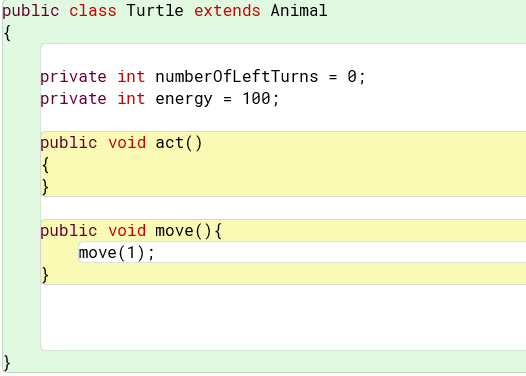 public class Turtle extends Animal
{
private int numberOfLeftTurns = 0;
private int energy = 100;
public void act()
{
}
public void move(){
move(1);
}
}